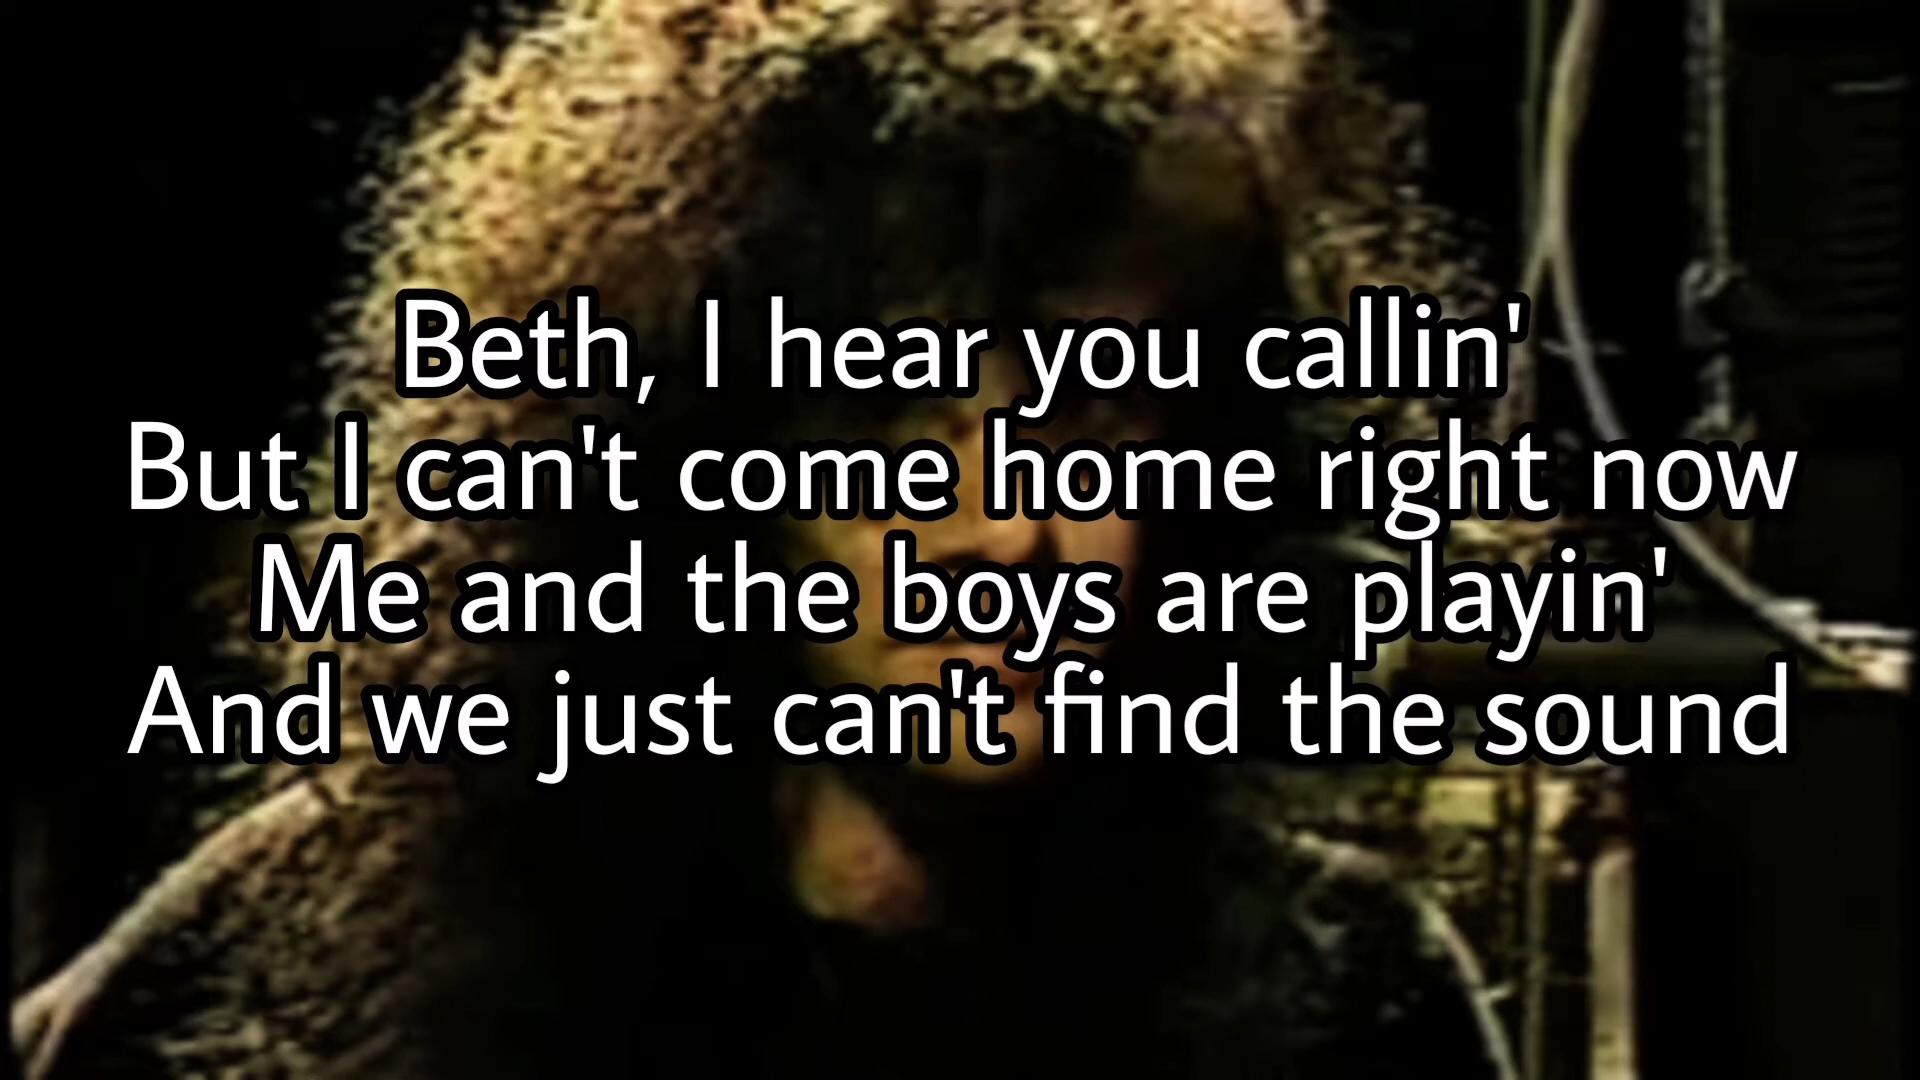 Beth, I hear you callin'
But I can't come home right now
Me and the boys are playin'
And we just can't find the sound